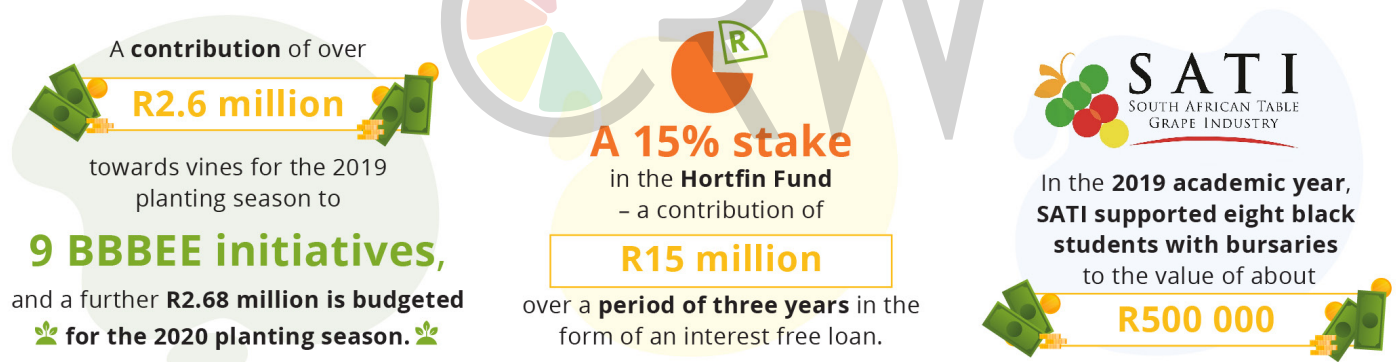 A contribution of over
R2.6 million
towards vines for the 2019
planting season to
9 BBBEE initiatives,
and a further R2.68 million is budgeted
for the 2020 planting season.
CRW
R
A 15% stake
in the Hortfin Fund
– a contribution of
R15 million
over a period of three years in the
form of an interest free loan.
SATI
SOUTH AFRICAN TABLE
GRAPE INDUSTRY
In the 2019 academic year,
SATI supported eight black
students with bursaries
to the value of about
R500 000